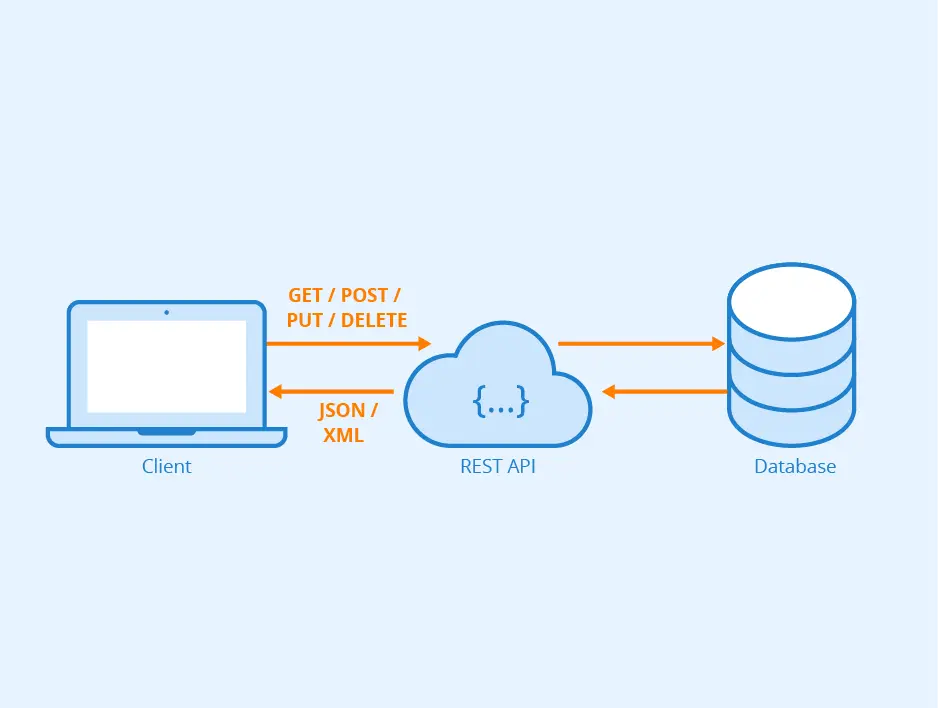 GET / POST /
PUT / DELETE
{...}
JSON /
XML
Client
REST API
Database